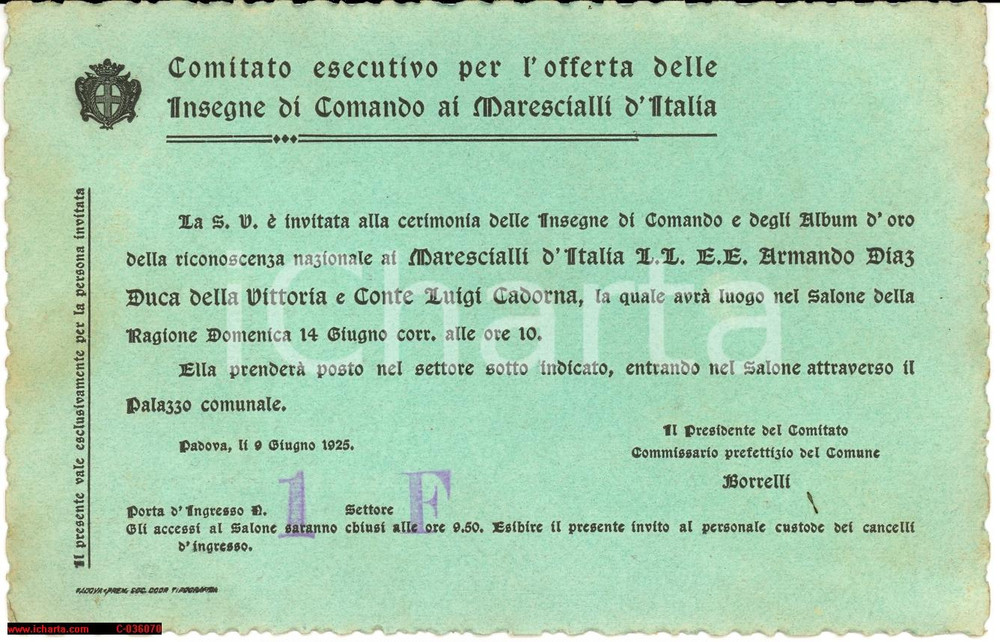 Comitato esecutivo per l'offerta delle
Insegne di Comando ai Marescialli d'Italia
Il presente vale esclusivamente per la persona invitata
La S. V. è invitata alla cerimonia delle Insegne di Comando e degli Album d'oro
della riconoscenza nazionale ai Marescialli d'Italia L.L. E.E. Armando Diaz
Duca della Vittoria e Conte Luigi Cadorna, la quale avrà luogo nel Salone della
Ragione Domenica 14 Giugno corr. alle ore 10.
Ella prenderà posto nel settore sotto indicato, entrando nel Salone attraverso il
Palazzo comunale.
Padova, li 9 Giugno 1925.
Il Presidente del Comitato
Commissario prefettizio del Comune
Borrelli
Porta d'Ingresso N. 1 Settore F
Gli accessi al Salone saranno chiusi alle ore 9.50. Esibire il presente invito al personale custode dei cancelli
d'ingresso.
PADOVA-PREM. SOC. COOP. TIPOGRAFICA
iCharta
www.icharta.com C-036070